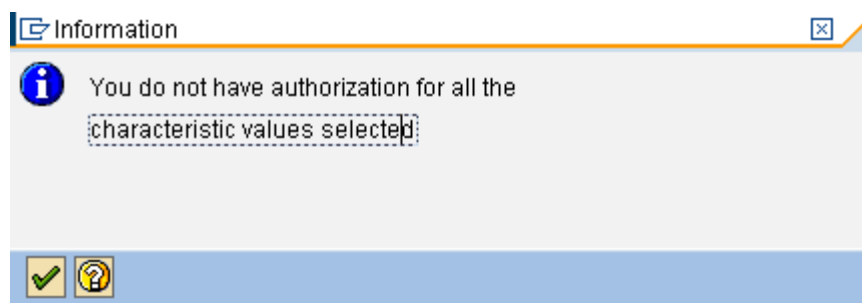 Information
You do not have authorization for all the
characteristic values selected